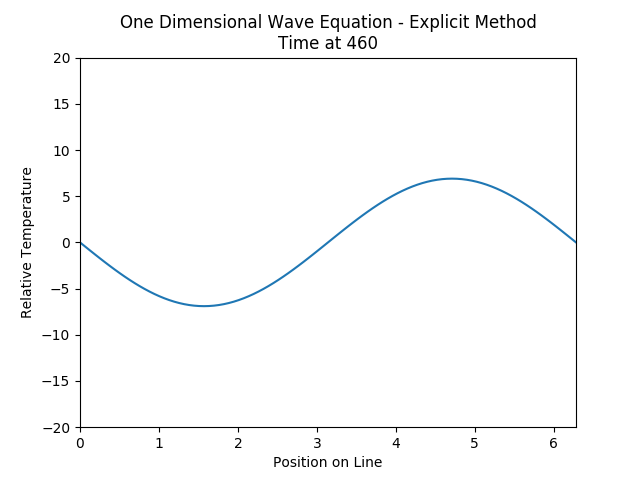 One Dimensional Wave Equation - Explicit Method
Time at 460
20
15
10
5
0
−5
−10
−15
−20
Relative Temperature
0 1 2 3 4 5 6
Position on Line